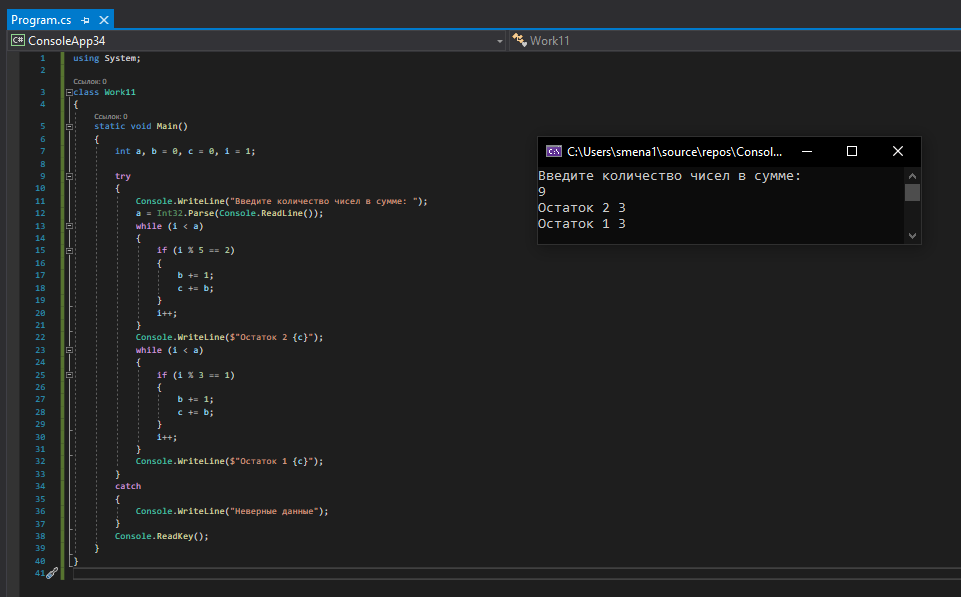 Program.cs
C# ConsoleApp34
Work11
1 using System;
2
Ссылок: 0
3 class Work11
4 {
Ссылок: 0
5 static void Main()
6 {
7 int a, b = 0, c = 0, i = 1;
8
9 try
10 {
11 Console.WriteLine("Введите количество чисел в сумме: ");
12 a = Int32.Parse(Console.ReadLine());
13 while (i < a)
14 {
15 if (i % 5 == 2)
16 {
17 b += 1;
18 c += b;
19 }
20 i++;
21 }
22 Console.WriteLine($"Остаток 2 {c}");
23 while (i < a)
24 {
25 if (i % 3 == 1)
26 {
27 b += 1;
28 c += b;
29 }
30 i++;
31 }
32 Console.WriteLine($"Остаток 1 {c}");
33 }
34 catch
35 {
36 Console.WriteLine("Неверные данные");
37 }
38 Console.ReadKey();
39 }
40 }
41
C:\Users\smena1\source\repos\Consol...
Введите количество чисел в сумме:
9
Остаток 2 3
Остаток 1 3